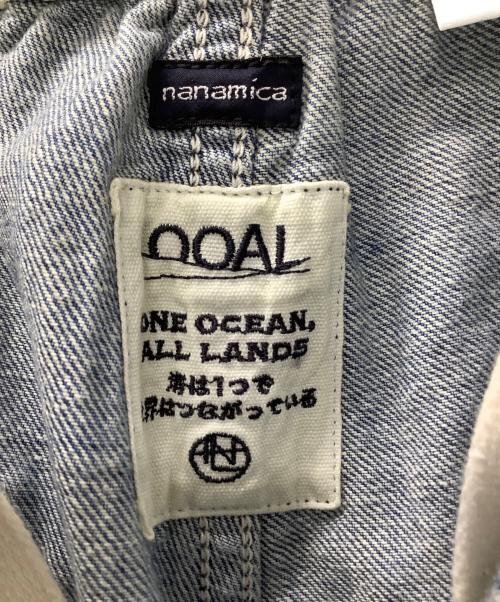 nanamica
OOAL
ONE OCEAN,
ALL LANDS
海は1つで
世界はつながっている